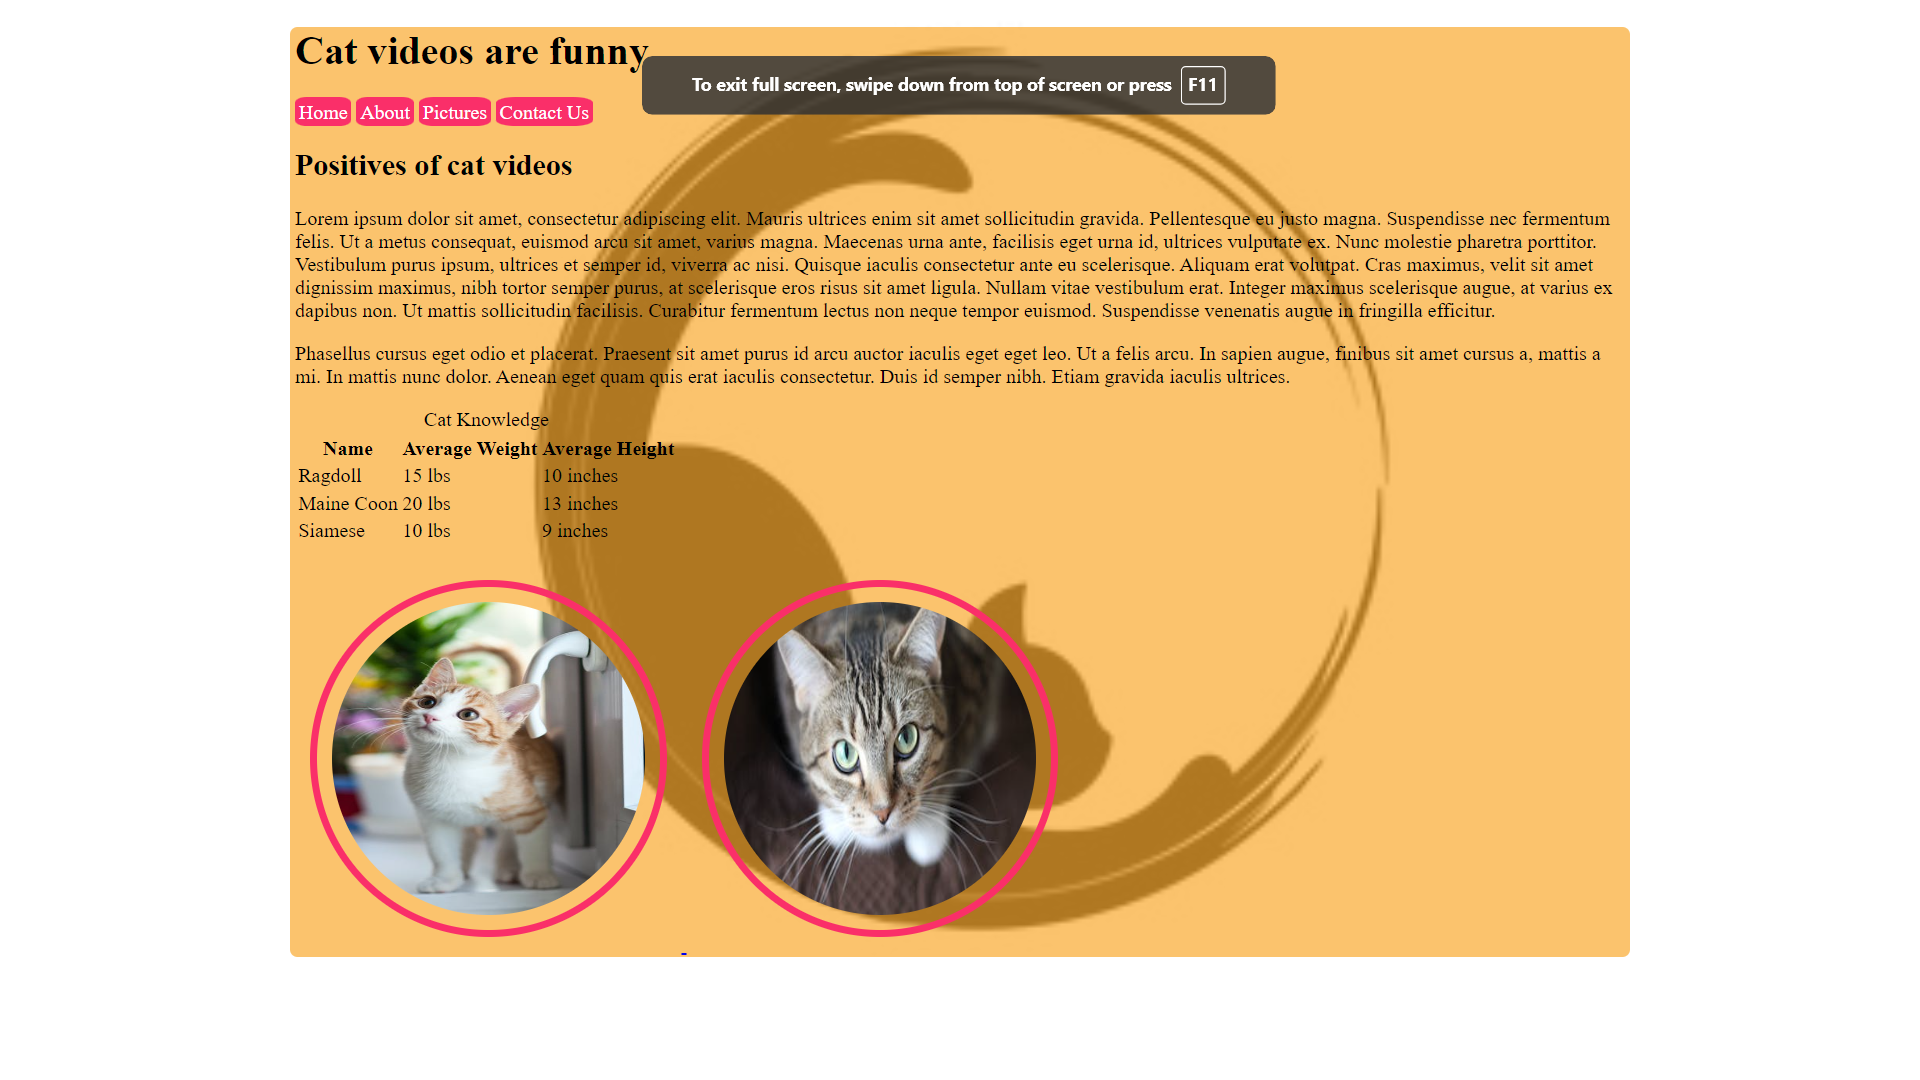 Cat videos are funny
To exit full screen, swipe down from top of screen or press F11
Home About Pictures Contact Us
Positives of cat videos
Lorem ipsum dolor sit amet, consectetur adipiscing elit. Mauris ultrices enim sit amet sollicitudin gravida. Pellentesque eu justo magna. Suspendisse nec fermentum
felis. Ut a metus consequat, euismod arcu sit amet, varius magna. Maecenas urna ante, facilisis eget urna id, ultrices vulputate ex. Nunc molestie pharetra porttitor.
Vestibulum purus ipsum, ultrices et semper id, viverra ac nisi. Quisque iaculis consectetur ante eu scelerisque. Aliquam erat volutpat. Cras maximus, velit sit amet
dignissim maximus, nibh tortor semper purus, at scelerisque eros risus sit amet ligula. Nullam vitae vestibulum erat. Integer maximus scelerisque augue, at varius ex
dapibus non. Ut mattis sollicitudin facilisis. Curabitur fermentum lectus non neque tempor euismod. Suspendisse venenatis augue in fringilla efficitur.
Phasellus cursus eget odio et placerat. Praesent sit amet purus id arcu auctor iaculis eget eget leo. Ut a felis arcu. In sapien augue, finibus sit amet cursus a, mattis a
mi. In mattis nunc dolor. Aenean eget quam quis erat iaculis consectetur. Duis id semper nibh. Etiam gravida iaculis ultrices.
Cat Knowledge
Name Average Weight Average Height
Ragdoll 15 lbs 10 inches
Maine Coon 20 lbs 13 inches
Siamese 10 lbs 9 inches